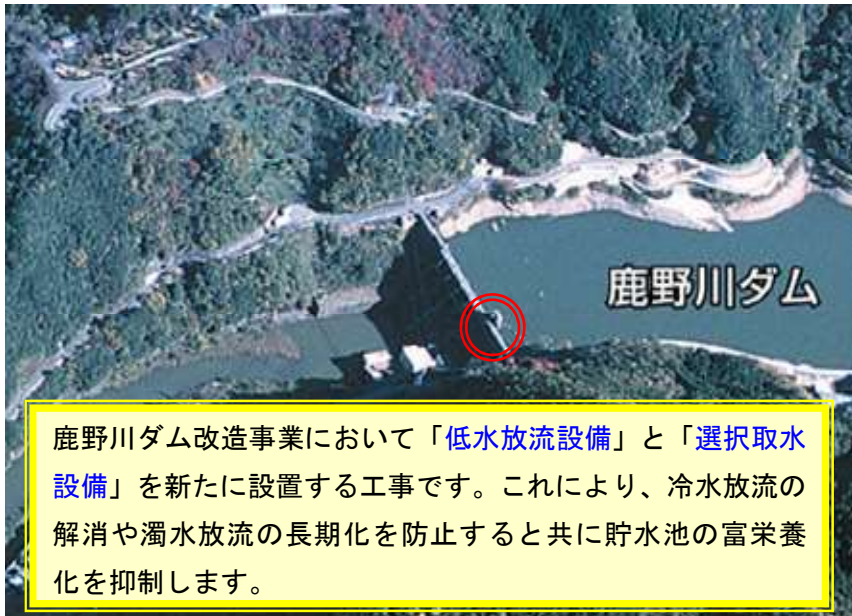 鹿野川ダム
鹿野川ダム改造事業において「低水放流設備」と「選択取水
設備」を新たに設置する工事です。これにより、冷水放流の
解消や濁水放流の長期化を防止すると共に貯水池の富栄養
化を抑制します。